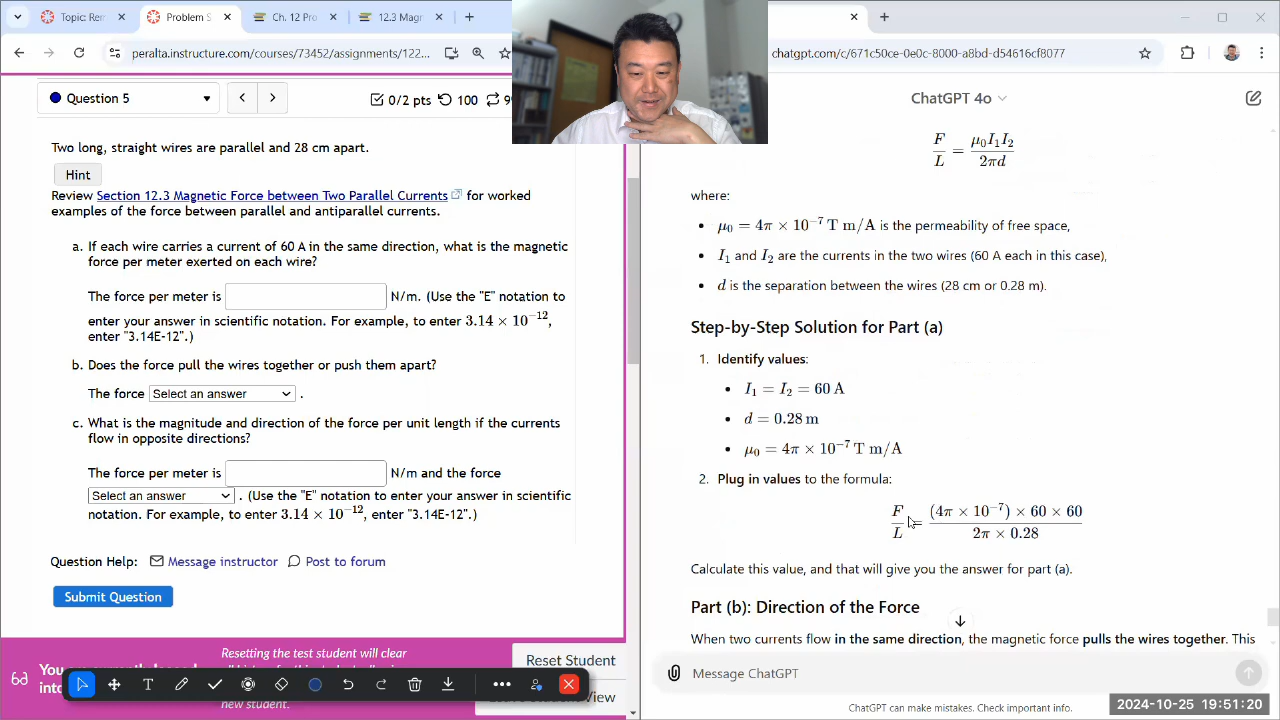 Topic: Rem
Problem S
Ch. 12 Pro
12.3 Magn
peralta.instructure.com/courses/73452/assignments/122...
chatgpt.com/c/671c50ce-0e0c-8000-a8bd-d54616cf8077
Question 5
0/2 pts
100
Two long, straight wires are parallel and 28 cm apart.
Hint
Review Section 12.3 Magnetic Force between Two Parallel Currents for worked
examples of the force between parallel and antiparallel currents.
a. If each wire carries a current of 60 A in the same direction, what is the magnetic
force per meter exerted on each wire?
The force per meter is N/m. (Use the "E" notation to
enter your answer in scientific notation. For example, to enter 3.14 × 10⁻¹²,
enter "3.14E-12".)
b. Does the force pull the wires together or push them apart?
The force Select an answer .
c. What is the magnitude and direction of the force per unit length if the currents
flow in opposite directions?
The force per meter is N/m and the force
Select an answer . (Use the "E" notation to enter your answer in scientific
notation. For example, to enter 3.14 × 10⁻¹², enter "3.14E-12".)
Question Help: Message instructor Post to forum
Submit Question
Resetting the test student will clear
new student.
Reset Student
View
ChatGPT 4o
F/L = μ₀I₁I₂/2πd
where:
• μ₀ = 4π × 10⁻⁷ T m/A is the permeability of free space,
• I₁ and I₂ are the currents in the two wires (60 A each in this case),
• d is the separation between the wires (28 cm or 0.28 m).
Step-by-Step Solution for Part (a)
1. Identify values:
• I₁ = I₂ = 60 A
• d = 0.28 m
• μ₀ = 4π × 10⁻⁷ T m/A
2. Plug in values to the formula:
F/L = (4π × 10⁻⁷) × 60 × 60/2π × 0.28
Calculate this value, and that will give you the answer for part (a).
Part (b): Direction of the Force
When two currents flow in the same direction, the magnetic force pulls the wires together. This
Message ChatGPT
ChatGPT can make mistakes. Check important info.
2024-10-25 19:51:20